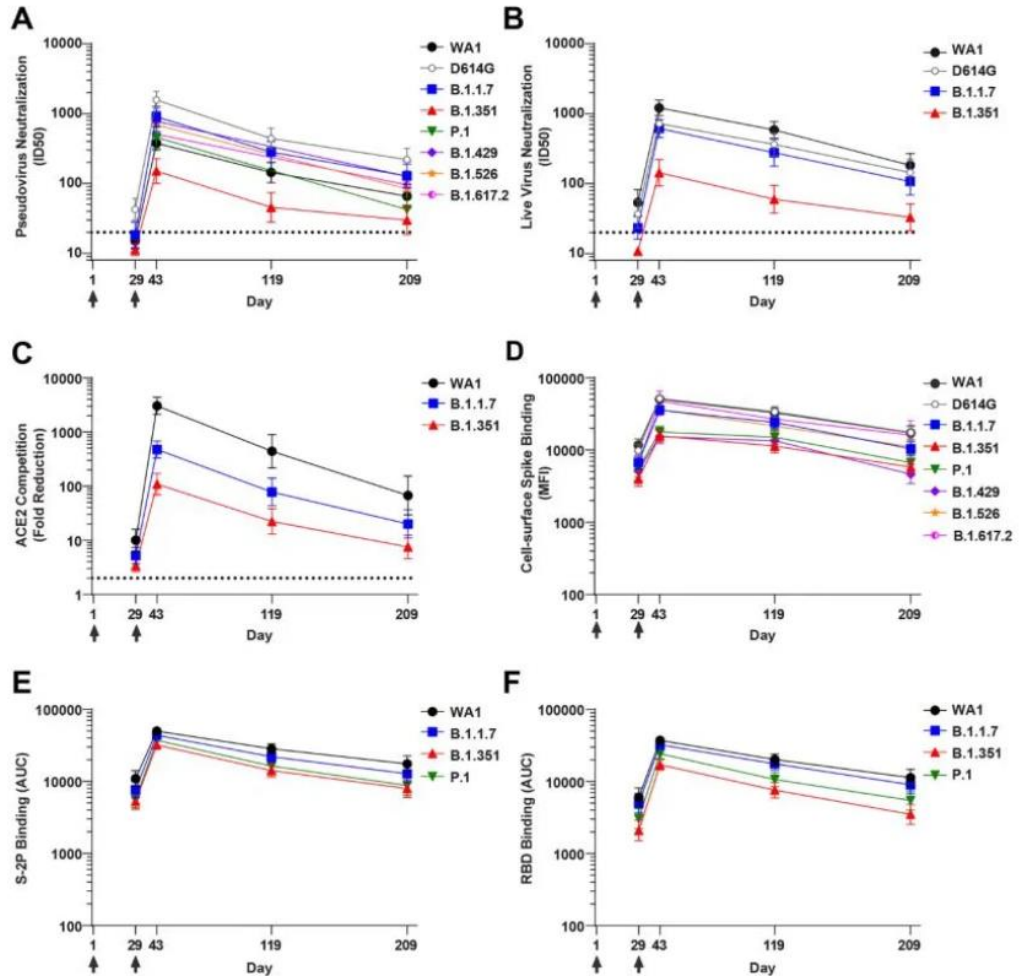 A
Pseudovirus Neutralization
(ID50)
10000
1000
100
10
1 29 43 119 209
Day
WA1
D614G
B.1.1.7
B.1.351
P.1
B.1.429
B.1.526
B.1.617.2
B
Live Virus Neutralization
(ID50)
10000
1000
100
10
1 29 43 119 209
Day
WA1
D614G
B.1.1.7
B.1.351
C
ACE2 Competition
(Fold Reduction)
10000
1000
100
10
1
1 29 43 119 209
Day
WA1
B.1.1.7
B.1.351
D
Cell-surface Spike Binding
(MFI)
100000
10000
1000
100
1 29 43 119 209
Day
WA1
D614G
B.1.1.7
B.1.351
P.1
B.1.429
B.1.526
B.1.617.2
E
S-2P Binding (AUC)
100000
10000
1000
100
1 29 43 119 209
Day
WA1
B.1.1.7
B.1.351
P.1
F
RBD Binding (AUC)
100000
10000
1000
100
1 29 43 119 209
Day
WA1
B.1.1.7
B.1.351
P.1